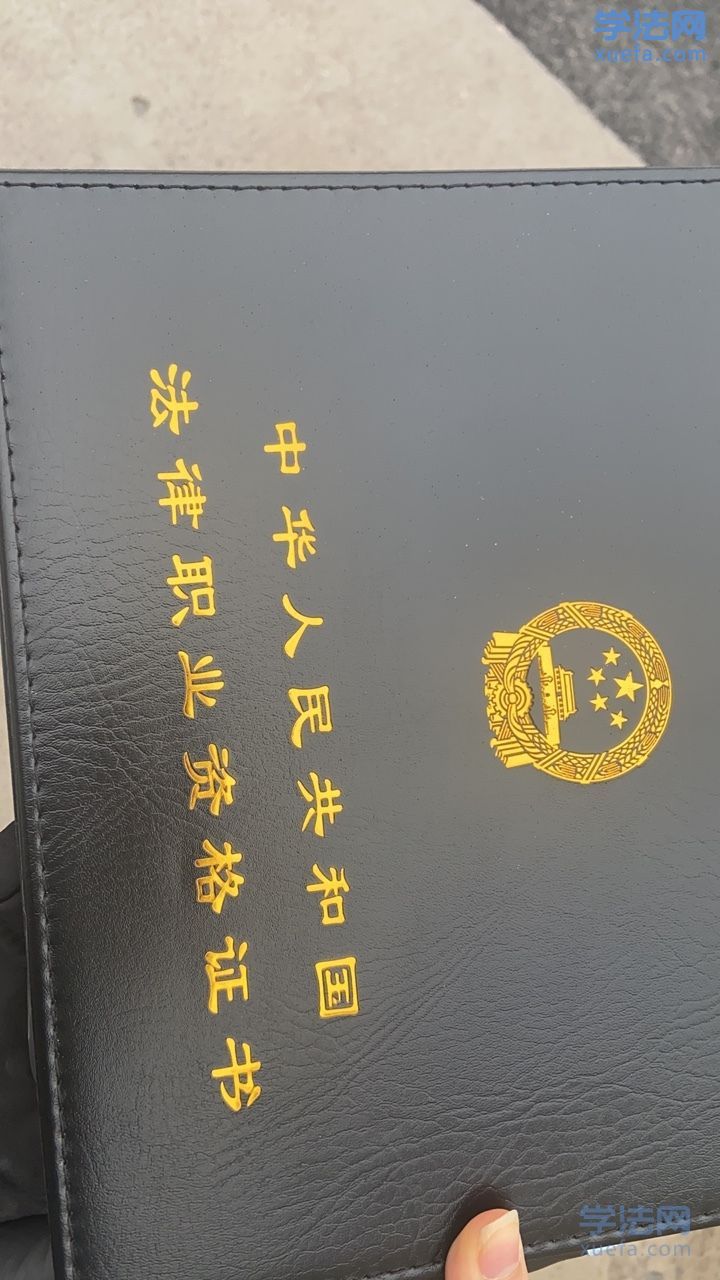 学法网
xuefa.com
中华人民共和国
法律职业资格证书
学法网
xuefa.com